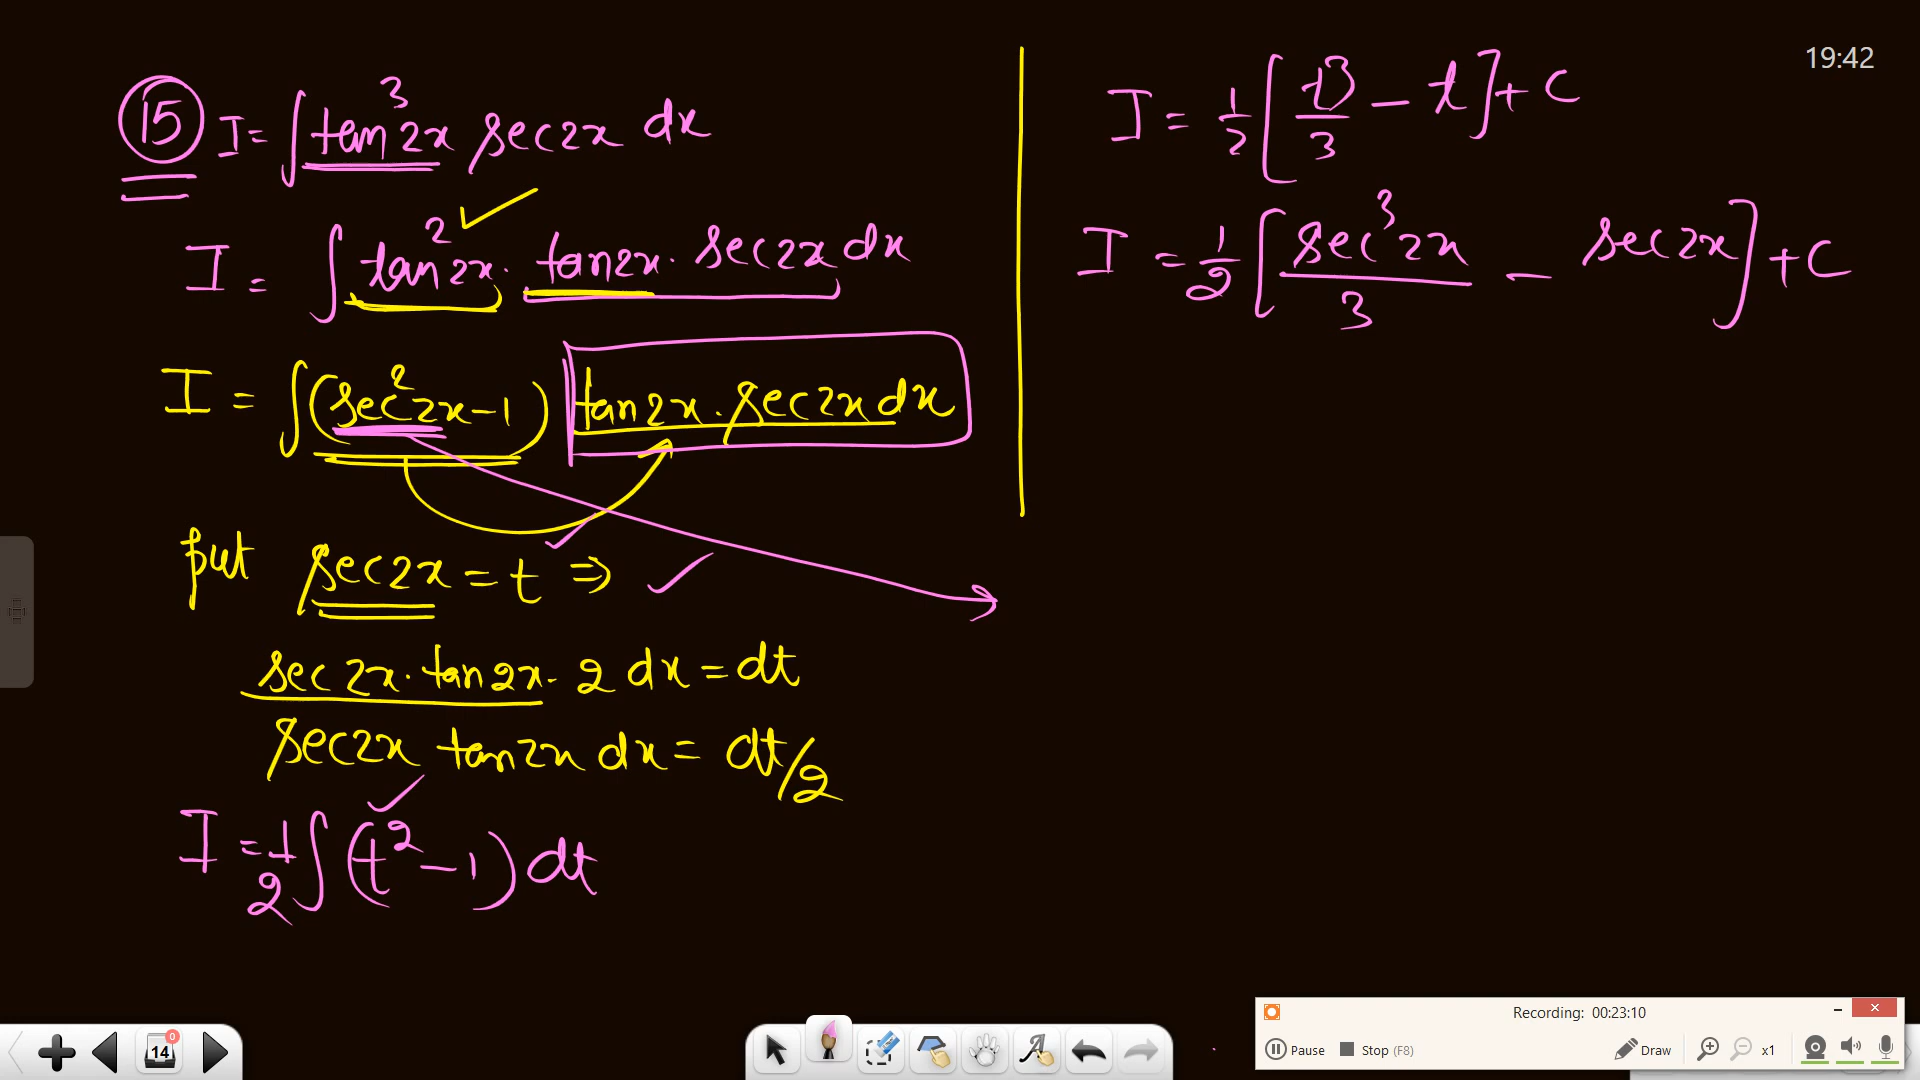 15 I = ∫ tan³2x sec2x dx
I = ∫ tan²2x · tan2x · sec2x dx
I = ∫ (sec²2x-1) tan2x · sec2x dx
put sec2x = t ⇒
sec2x · tan2x · 2 dx = dt
sec2x tan2x dx = dt/2
I = 1/2 ∫ (t² - 1) dt
19:42
I = 1/2 [t³/3 - t] + C
I = 1/2 [sec³2x/3 - sec2x] + C
14
0
A
Recording: 00:23:10
Pause Stop (F8) Draw x1